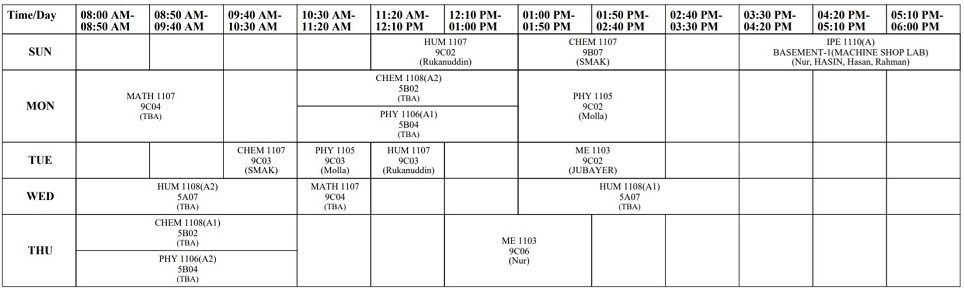 Time/Day 08:00 AM- 08:50 AM- 09:40 AM- 10:30 AM- 11:20 AM- 12:10 PM- 01:00 PM- 01:50 PM- 02:40 PM- 03:30 PM- 04:20 PM- 05:10 PM-
08:50 AM 09:40 AM 10:30 AM 11:20 AM 12:10 PM 01:00 PM 01:50 PM 02:40 PM 03:30 PM 04:20 PM 05:10 PM 06:00 PM
SUN
HUM 1107
9C02
(Rukanuddin)
CHEM 1107
9B07
(SMAK)
IPE 1110(A)
BASEMENT-1(MACHINE SHOP LAB)
(Nur, HASIN, Hasan, Rahman)
MON
MATH 1107
9C04
(TBA)
CHEM 1108(A2)
5B02
(TBA)
PHY 1106(A1)
5B04
(TBA)
PHY 1105
9C02
(Molla)
TUE
CHEM 1107
9C03
(SMAK)
PHY 1105
9C03
(Molla)
HUM 1107
9C03
(Rukanuddin)
ME 1103
9C02
(JUBAYER)
WED
HUM 1108(A2)
5A07
(TBA)
MATH 1107
9C04
(TBA)
HUM 1108(A1)
5A07
(TBA)
THU
CHEM 1108(A1)
5B02
(TBA)
PHY 1106(A2)
5B04
(TBA)
ME 1103
9C06
(Nur)